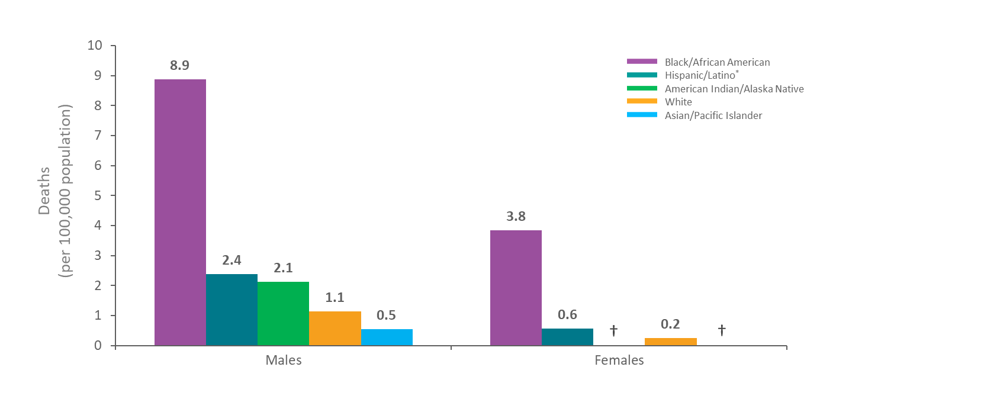 10
9
8
7
6
5
4
3
2
1
0
Deaths
(per 100,000 population)
8.9
2.4
2.1
1.1
0.5
3.8
0.6
†
0.2
†
Males
Females
Black/African American
Hispanic/Latino*
American Indian/Alaska Native
White
Asian/Pacific Islander